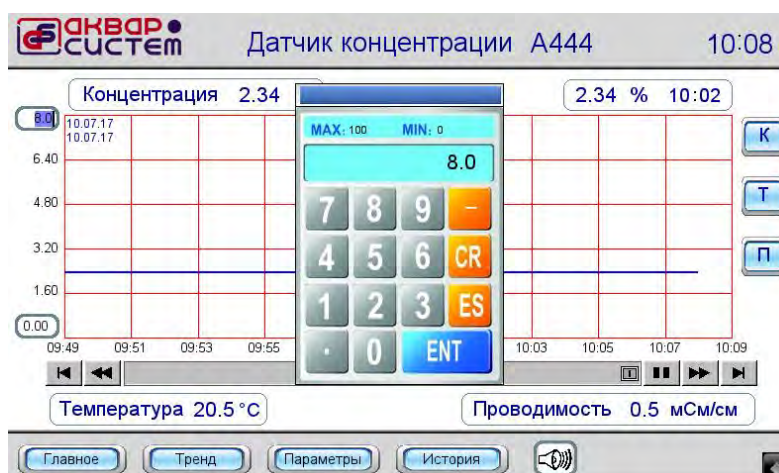 аквар
систем
Датчик концентрации A444
10:08
Концентрация 2.34
2.34 % 10:02
8.0
10.07.17
10.07.17
6.40
4.80
3.20
1.60
0.00
MAX: 100 MIN: 0
8.0
7 8 9 −
4 5 6 CR
1 2 3 ES
. 0 ENT
К
Т
П
09:49 09:51 09:53 09:55 10:03 10:05 10:07 10:09
Температура 20.5 °C
Проводимость 0.5 мСм/см
Главное Тренд Параметры История